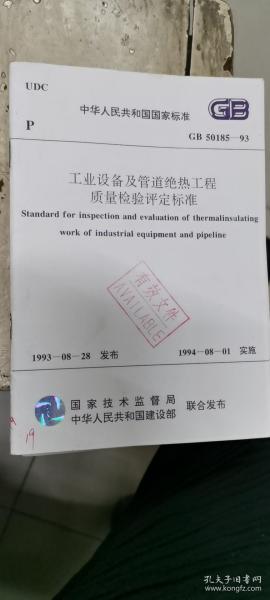 UDC
中华人民共和国国家标准
GB
P
GB 50185—93
工业设备及管道绝热工程
质量检验评定标准
Standard for inspection and evaluation of thermalinsulating
work of industrial equipment and pipeline
有效文件
AVAILABLE
1993-08-28 发布
1994-08-01 实施
国家技术监督局
中华人民共和国建设部
联合发布
19
孔夫子旧书网
www.kongfz.com